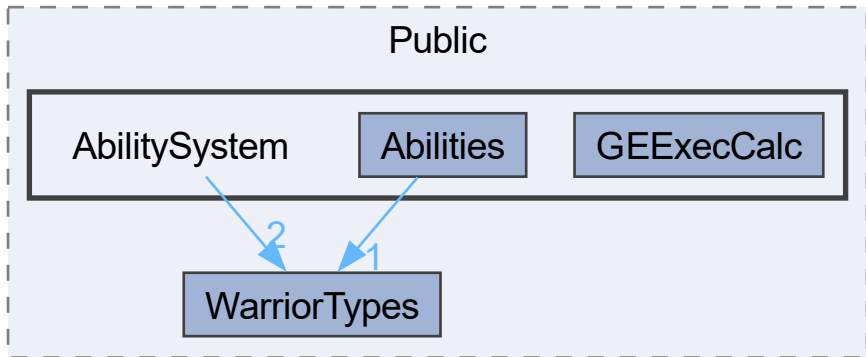 Public
AbilitySystem
Abilities
GEExecCalc
2
1
WarriorTypes